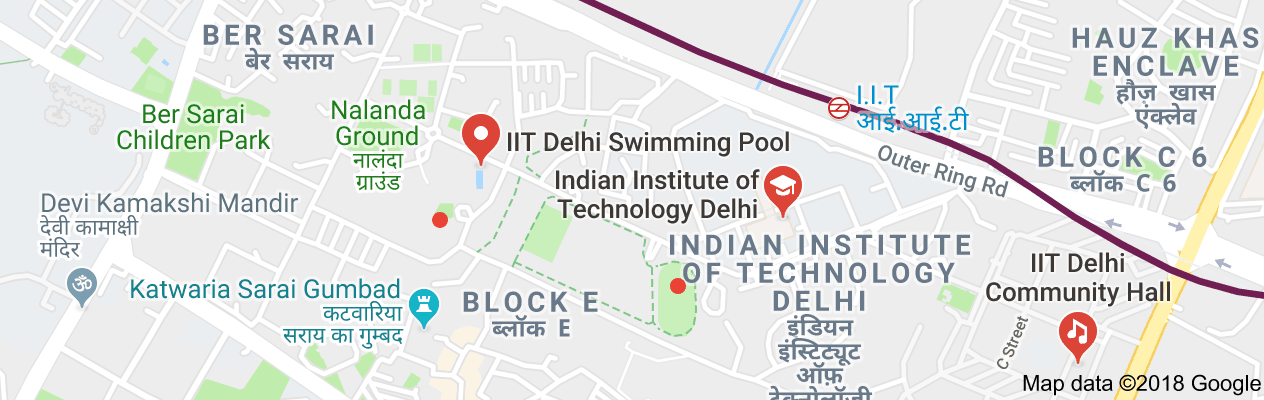 BER SARAI
बेर सराय
HAUZ KHAS
ENCLAVE
हौज़ खास
एंक्लेव
I.I.T
आई.आई.टी
Ber Sarai
Children Park
Nalanda
Ground
नालंदा
ग्राउंड
IIT Delhi Swimming Pool
Indian Institute of
Technology Delhi
Outer Ring Rd
BLOCK C 6
ब्लॉक C 6
Devi Kamakshi Mandir
देवी कामाक्षी
मंदिर
INDIAN INSTITUTE
OF TECHNOLOGY
DELHI
इंडियन
इंस्टिट्यूट
ऑफ़
टेक्नोलॉजी
IIT Delhi
Community Hall
Katwaria Sarai Gumbad
कटवारिया
सराय का गुम्बद
BLOCK E
ब्लॉक E
C Street
Map data ©2018 Google